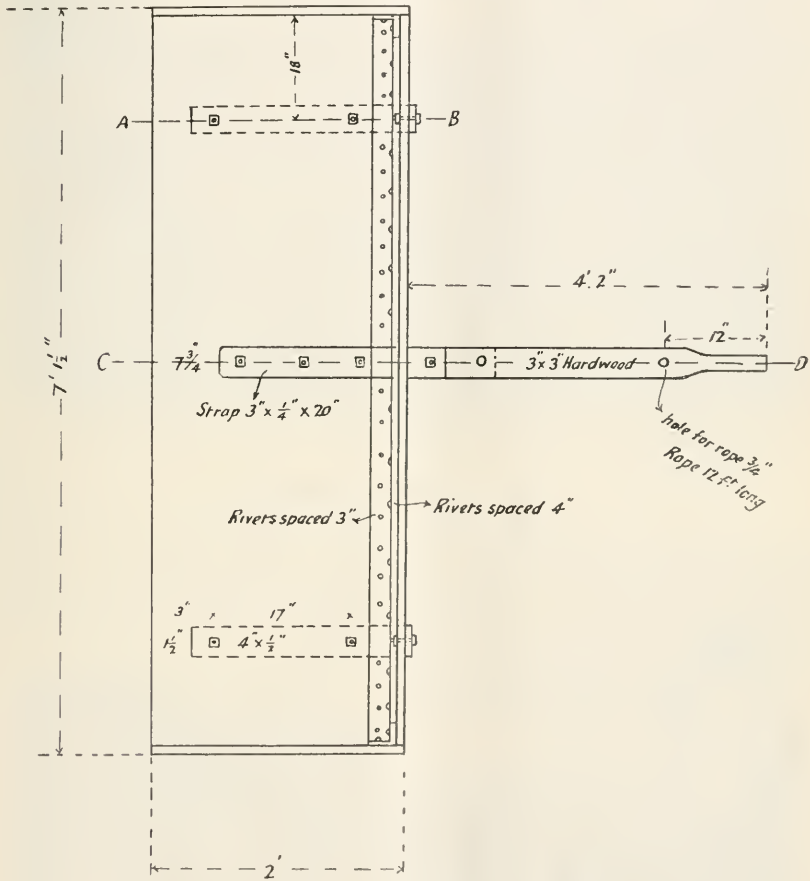 18"
A
B
4'. 2"
12"
7' 1½"
C
7¾"
3" x 3" Hardwood
D
Strap 3" x ¼" x 20"
hole for rope ¾"
Rope 12 ft long
Rivers spaced 3"
Rivers spaced 4"
3"
17"
1½"
4" x ½"
2'